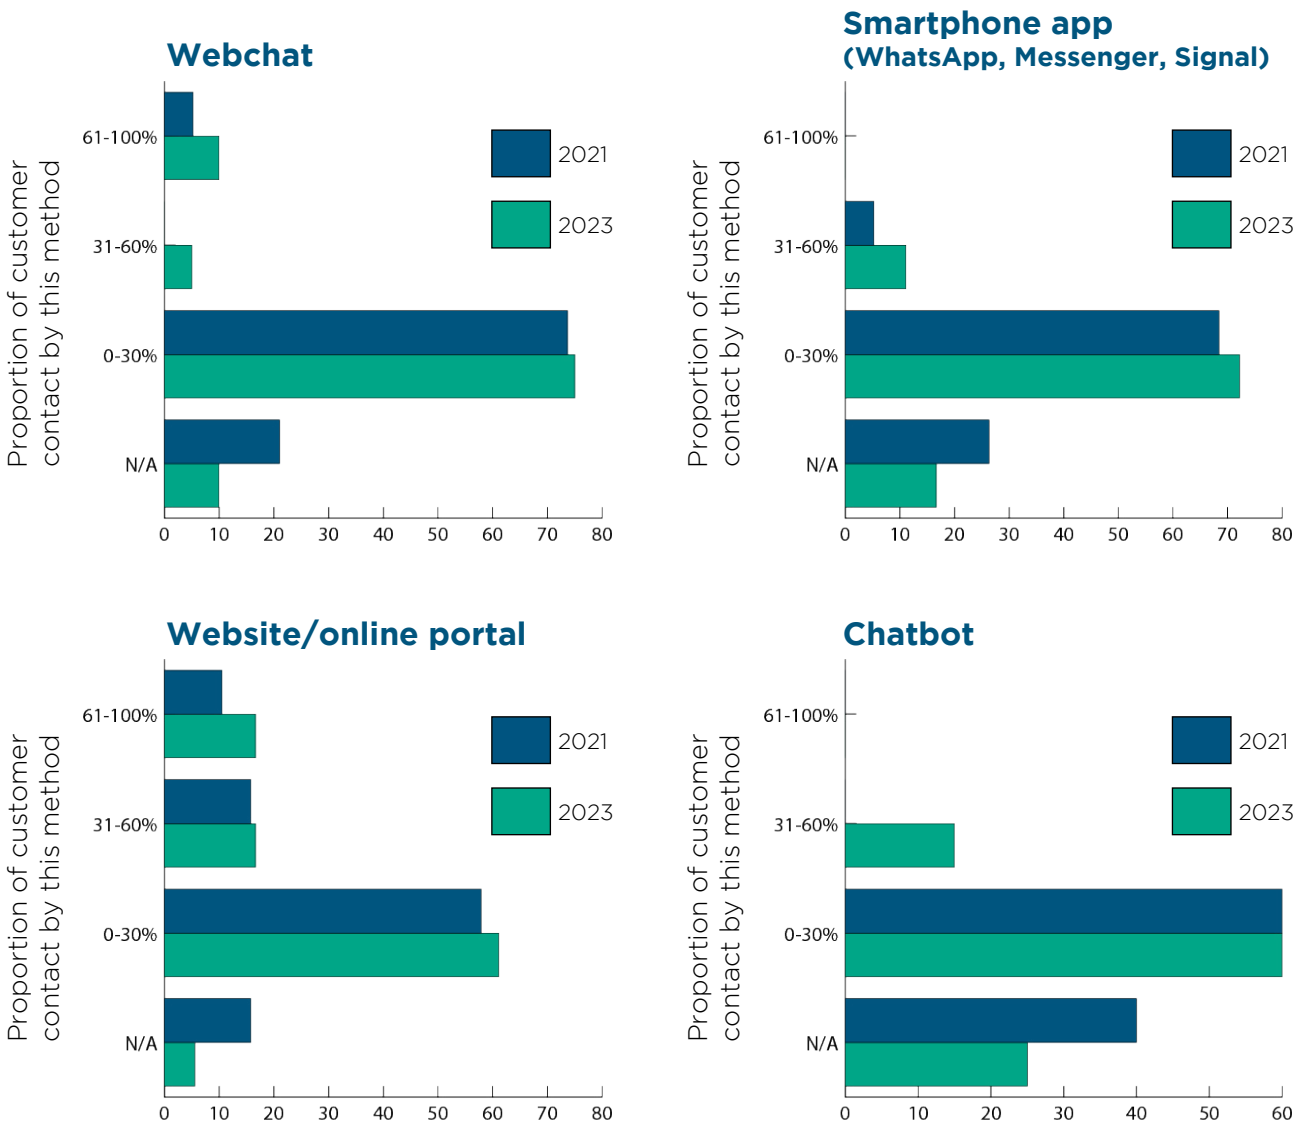 Webchat
Proportion of customer
contact by this method
61-100%
31-60%
0-30%
N/A
0 10 20 30 40 50 60 70 80
2021
2023
Smartphone app
(WhatsApp, Messenger, Signal)
Proportion of customer
contact by this method
61-100%
31-60%
0-30%
N/A
0 10 20 30 40 50 60 70 80
2021
2023
Website/online portal
Proportion of customer
contact by this method
61-100%
31-60%
0-30%
N/A
0 10 20 30 40 50 60 70 80
2021
2023
Chatbot
Proportion of customer
contact by this method
61-100%
31-60%
0-30%
N/A
0 10 20 30 40 50 60
2021
2023